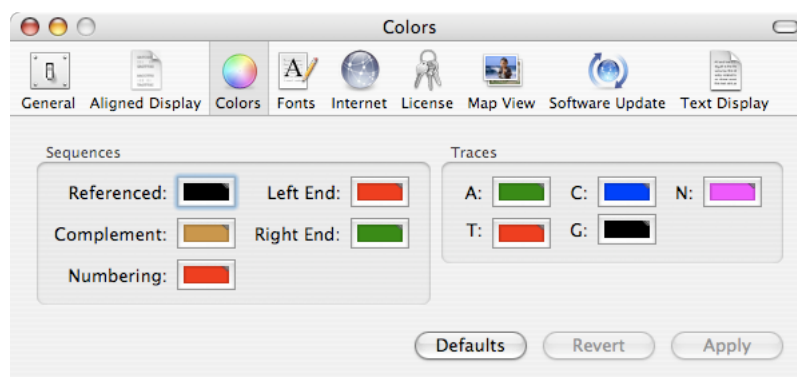 Colors
General Aligned Display Colors Fonts Internet License Map View Software Update Text Display
Sequences Traces
Referenced: Left End: A: C: N:
Complement: Right End: T: G:
Numbering:
Defaults Revert Apply